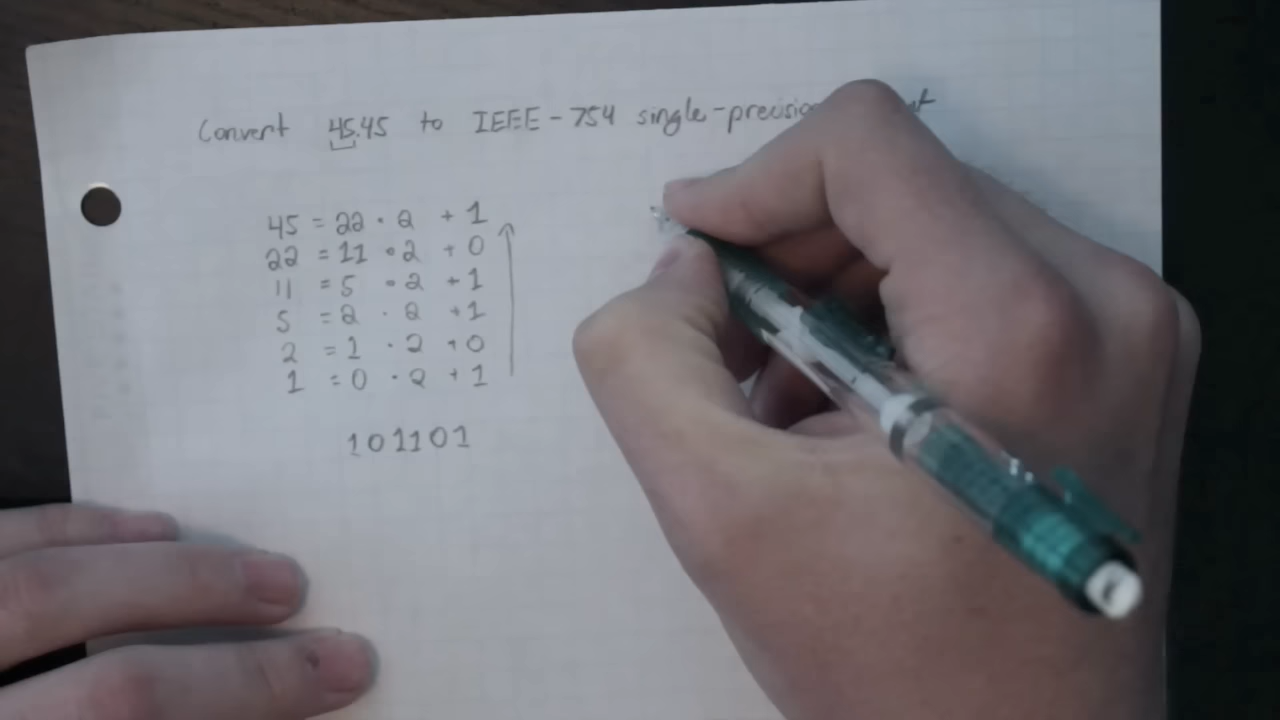 Convert 45.45 to IEEE-754 single-precision
45 = 22 · 2 + 1
22 = 11 · 2 + 0
11 = 5 · 2 + 1
5 = 2 · 2 + 1
2 = 1 · 2 + 0
1 = 0 · 2 + 1
101101